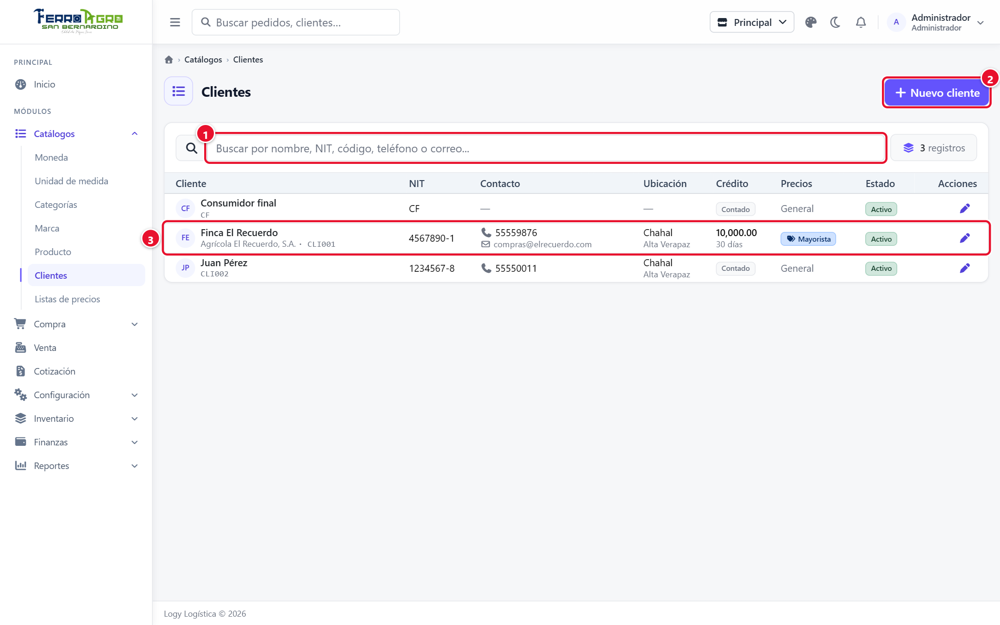 FERRO AGRO
SAN BERNARDINO
Buscar pedidos, clientes...
Principal
A
Administrador
Administrador
PRINCIPAL
Inicio
MÓDULOS
Catálogos
Moneda
Unidad de medida
Categorías
Marca
Producto
Clientes
Listas de precios
Compra
Venta
Cotización
Configuración
Inventario
Finanzas
Reportes
› Catálogos › Clientes
Clientes
2
+ Nuevo cliente
1
Buscar por nombre, NIT, código, teléfono o correo...
3 registros
Cliente NIT Contacto Ubicación Crédito Precios Estado Acciones
CF Consumidor final CF — — Contado General Activo
CF
3
FE Finca El Recuerdo 4567890-1 55559876 Chahal 10,000.00 Mayorista Activo
Agrícola El Recuerdo, S.A. · CLI001 compras@elrecuerdo.com Alta Verapaz 30 días
JP Juan Pérez 1234567-8 55550011 Chahal Contado General Activo
CLI002 Alta Verapaz
Logy Logística © 2026